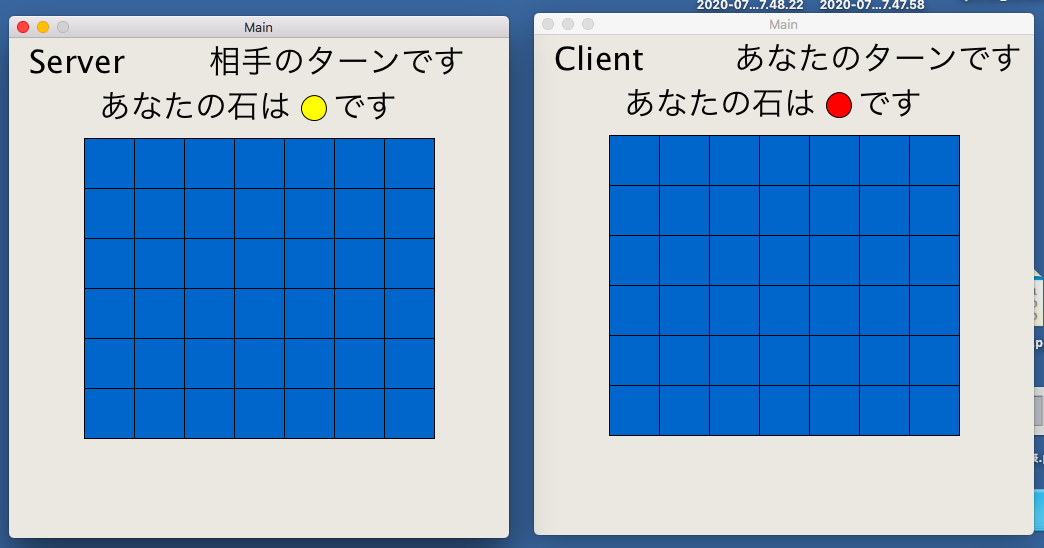 2020-07...7.48.22 2020-07...7.47.58
Main
Server 相手のターンです
あなたの石は です
Main
Client あなたのターンです
あなたの石は です